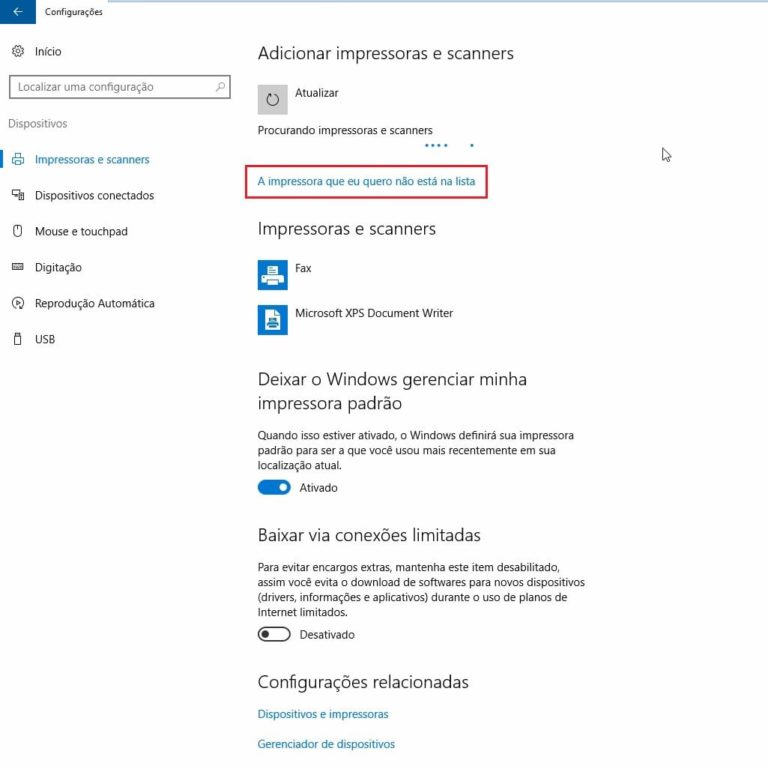 Configurações
Início
Localizar uma configuração
Dispositivos
Impressoras e scanners
Dispositivos conectados
Mouse e touchpad
Digitação
Reprodução Automática
USB
Adicionar impressoras e scanners
Atualizar
Procurando impressoras e scanners
A impressora que eu quero não está na lista
Impressoras e scanners
Fax
Microsoft XPS Document Writer
Deixar o Windows gerenciar minha
impressora padrão
Quando isso estiver ativado, o Windows definirá sua impressora
padrão para ser a que você usou mais recentemente em sua
localização atual.
Ativado
Baixar via conexões limitadas
Para evitar encargos extras, mantenha este item desabilitado,
assim você evita o download de softwares para novos dispositivos
(drivers, informações e aplicativos) durante o uso de planos de
Internet limitados.
Desativado
Configurações relacionadas
Dispositivos e impressoras
Gerenciador de dispositivos